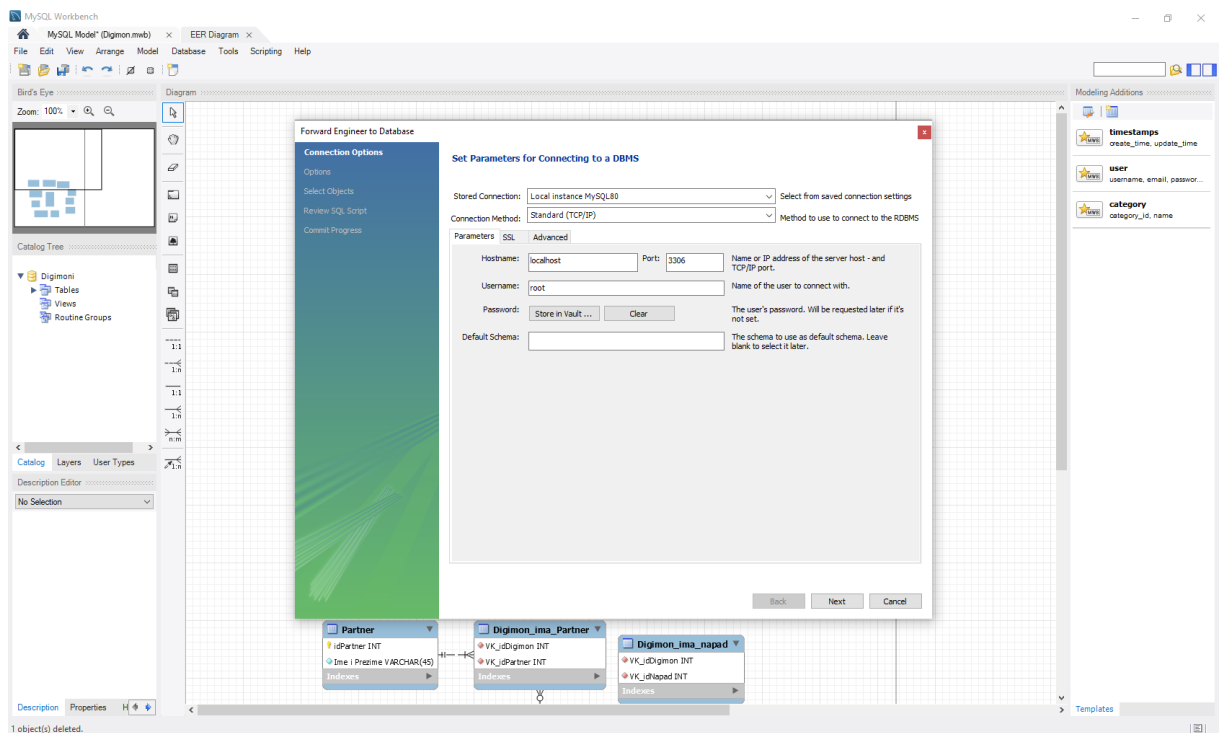 MySQL Workbench
MySQL Model* (Digimon.mwb) × EER Diagram ×
File Edit View Arrange Model Database Tools Scripting Help
Bird's Eye
Diagram
Modeling Additions
Zoom: 100%
timestamps
create_time, update_time
user
username, email, passwor...
category
category_id, name
Catalog Tree
Digimoni
Tables
Views
Routine Groups
1:1
1:n
1:1
1:n
n:m
1:n
Catalog Layers User Types
Description Editor
No Selection
Forward Engineer to Database
Connection Options
Options
Select Objects
Review SQL Script
Commit Progress
Set Parameters for Connecting to a DBMS
Stored Connection: Local instance MySQL80 Select from saved connection settings
Connection Method: Standard (TCP/IP) Method to use to connect to the RDBMS
Parameters SSL Advanced
Hostname: localhost Port: 3306 Name or IP address of the server host - and
TCP/IP port.
Username: root Name of the user to connect with.
Password: Store in Vault ... Clear The user's password. Will be requested later if it's
not set.
Default Schema: The schema to use as default schema. Leave
blank to select it later.
Back Next Cancel
Partner
idPartner INT
Ime i Prezime VARCHAR(45)
Indexes
Digimon_ima_Partner
VK_idDigimon INT
VK_idPartner INT
Indexes
Digimon_ima_napad
VK_idDigimon INT
VK_idNapad INT
Indexes
Description Properties H
Templates
1 object(s) deleted.